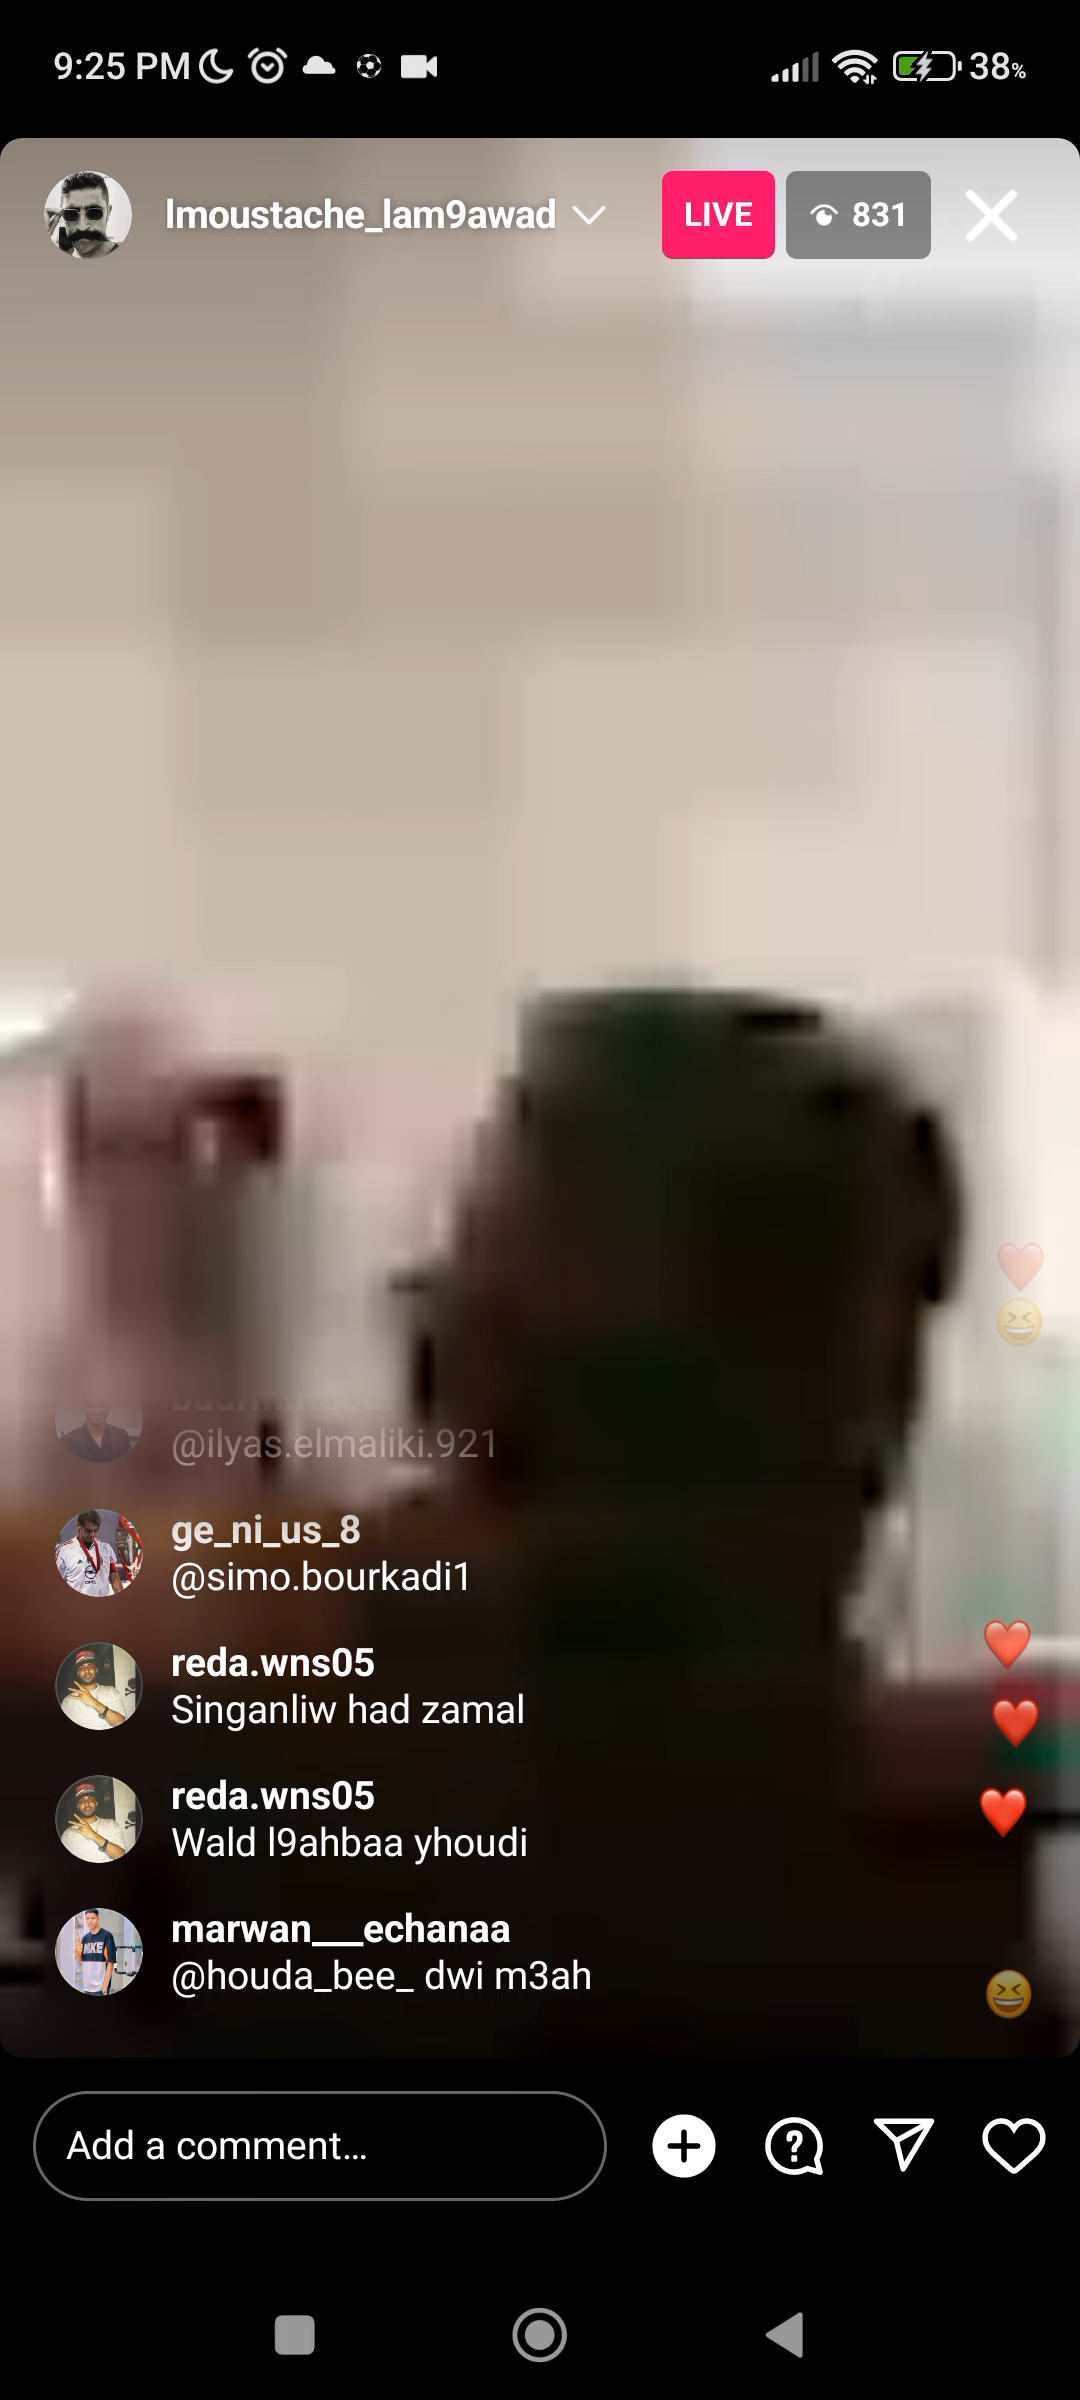 9:25 PM
38%
lmoustache_lam9awad
LIVE
831
@ilyas.elmaliki.921
ge_ni_us_8
@simo.bourkadi1
reda.wns05
Singanliw had zamal
reda.wns05
Wald l9ahbaa yhoudi
marwan___echanaa
@houda_bee_ dwi m3ah
Add a comment...